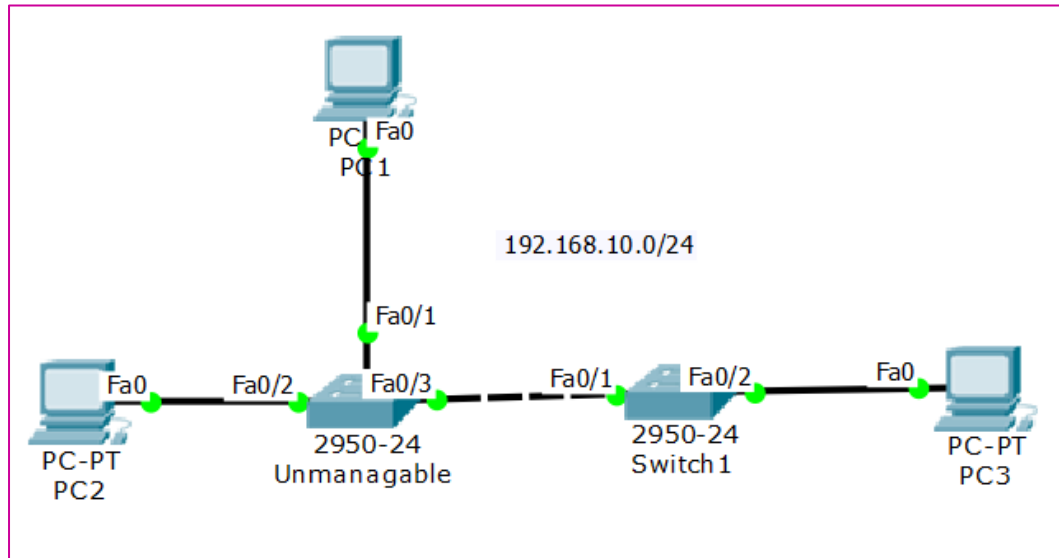 Fa0
PC
PC1
192.168.10.0/24
Fa0/1
Fa0 Fa0/2 Fa0/3 Fa0/1 Fa0/2 Fa0
2950-24 2950-24
PC-PT Unmanagable Switch1 PC-PT
PC2 PC3